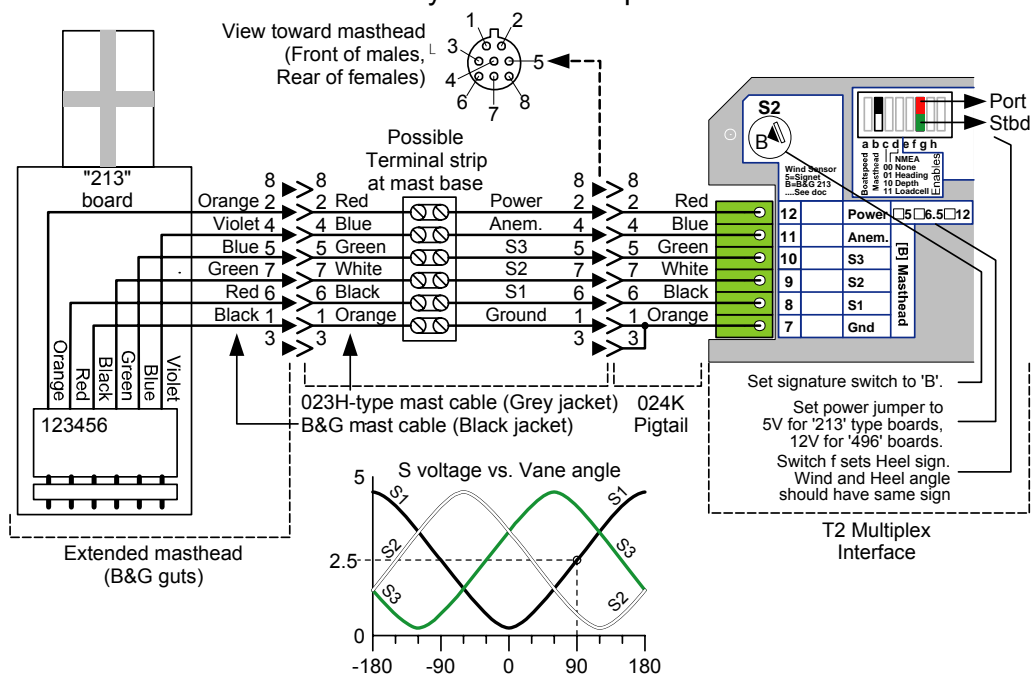 View toward masthead
(Front of males,
Rear of females)
1
2
3
4
5
6
7
8
"213"
board
Possible
Terminal strip
at mast base
8 8 8 8
Orange 2 2 Red Power 2 2 Red
Violet 4 4 Blue Anem. 4 4 Blue
Blue 5 5 Green S3 5 5 Green
Green 7 7 White S2 7 7 White
Red 6 6 Black S1 6 6 Black
Black 1 1 Orange Ground 1 1 Orange
3 3 3 3
Orange
Red
Black
Green
Blue
Violet
123456
S2
B
Port
Stbd
a b c d e f g h
Boatspeed
Masthead
NMEA
00 None
01 Heading
10 Depth
11 Loadcell
Enables
Wind Sensor
5=Signet
B=B&G 213
....See doc
12 Power 5 6.5 12
11 Anem.
10 S3
9 S2
8 S1
7 Gnd
[B] Masthead
023H-type mast cable (Grey jacket)
B&G mast cable (Black jacket)
024K
Pigtail
Set signature switch to 'B'.
Set power jumper to
5V for '213' type boards,
12V for '496' boards.
Switch f sets Heel sign.
Wind and Heel angle
should have same sign
T2 Multiplex
Interface
Extended masthead
(B&G guts)
S voltage vs. Vane angle
5
2.5
0
S1
S2
S3
S1
S3
S2
-180 -90 0 90 180